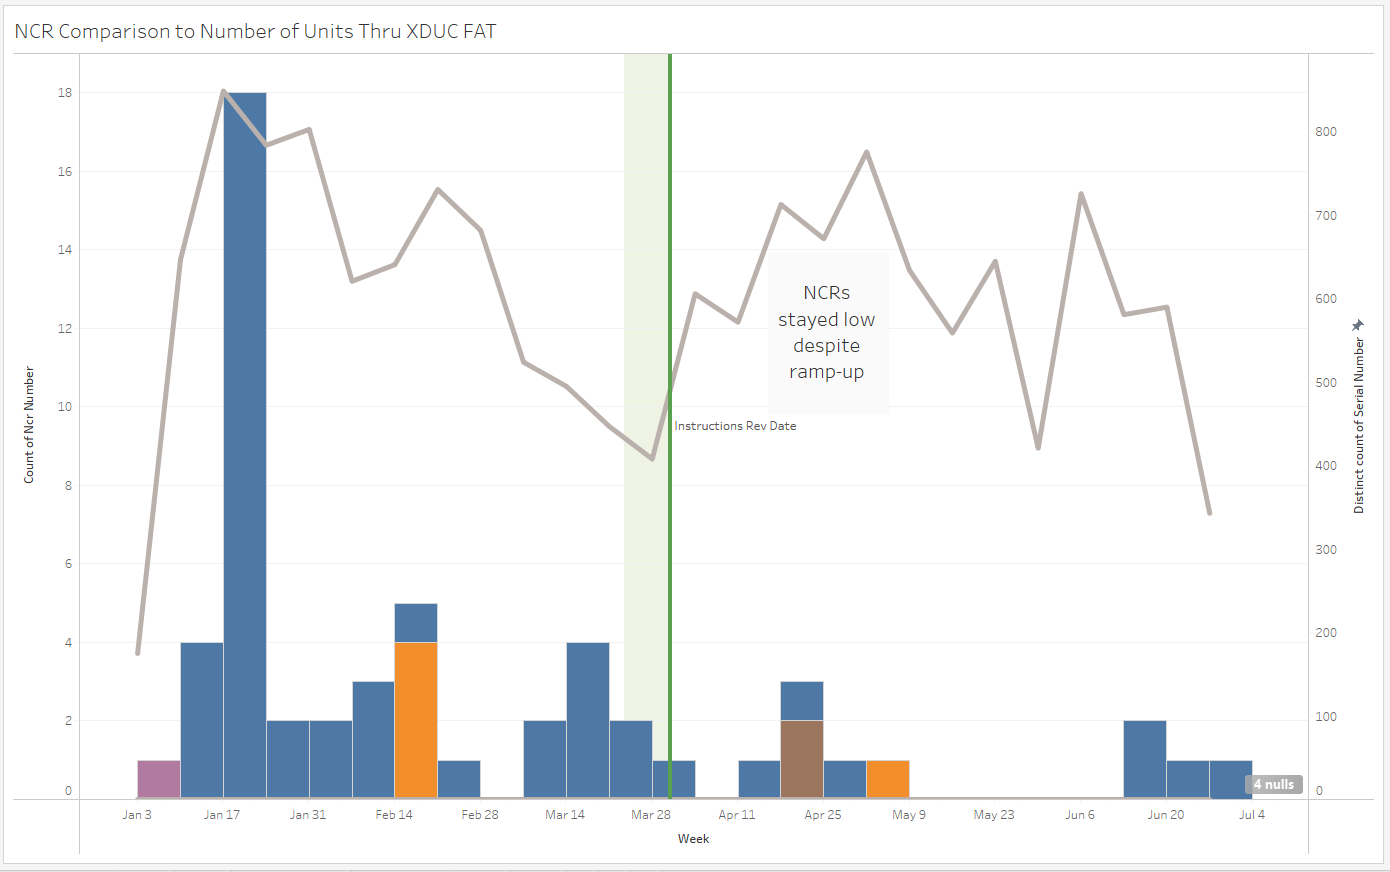 NCR Comparison to Number of Units Thru XDUC FAT
18
16
14
12
10
8
6
4
2
0
Count of Ncr Number
800
700
600
500
400
300
200
100
0
Distinct count of Serial Number
NCRs
stayed low
despite
ramp-up
Instructions Rev Date
4 nulls
Jan 3 Jan 17 Jan 31 Feb 14 Feb 28 Mar 14 Mar 28 Apr 11 Apr 25 May 9 May 23 Jun 6 Jun 20 Jul 4
Week